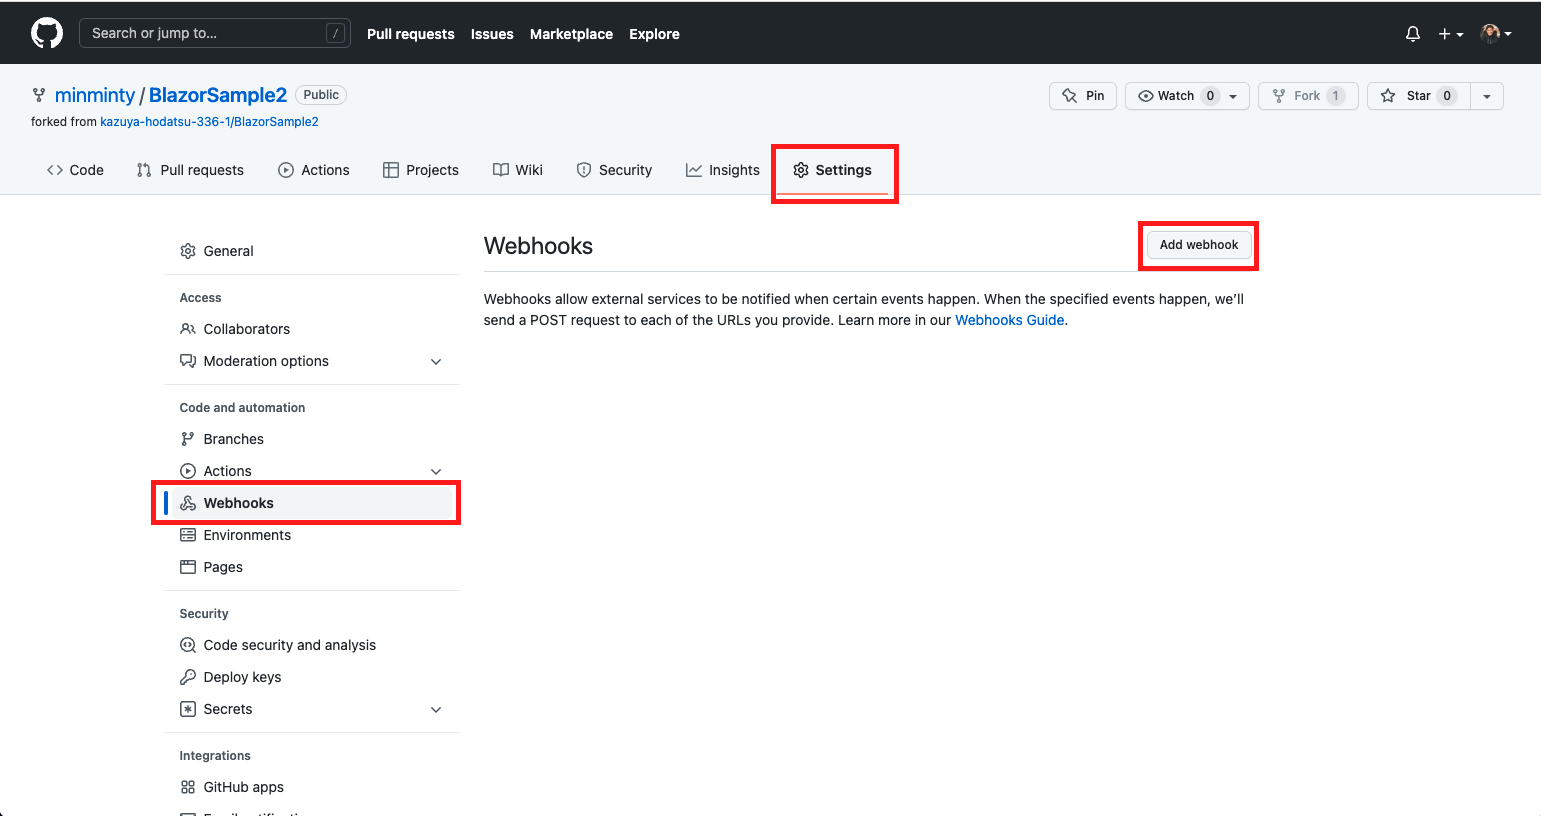 Search or jump to... /
Pull requests Issues Marketplace Explore
minminty / BlazorSample2 Public
forked from kazuya-hodatsu-336-1/BlazorSample2
Pin Watch 0 Fork 1 Star 0
Code Pull requests Actions Projects Wiki Security Insights Settings
General
Access
Collaborators
Moderation options
Code and automation
Branches
Actions
Webhooks
Environments
Pages
Security
Code security and analysis
Deploy keys
Secrets
Integrations
GitHub apps
Webhooks
Add webhook
Webhooks allow external services to be notified when certain events happen. When the specified events happen, we’ll
send a POST request to each of the URLs you provide. Learn more in our Webhooks Guide.